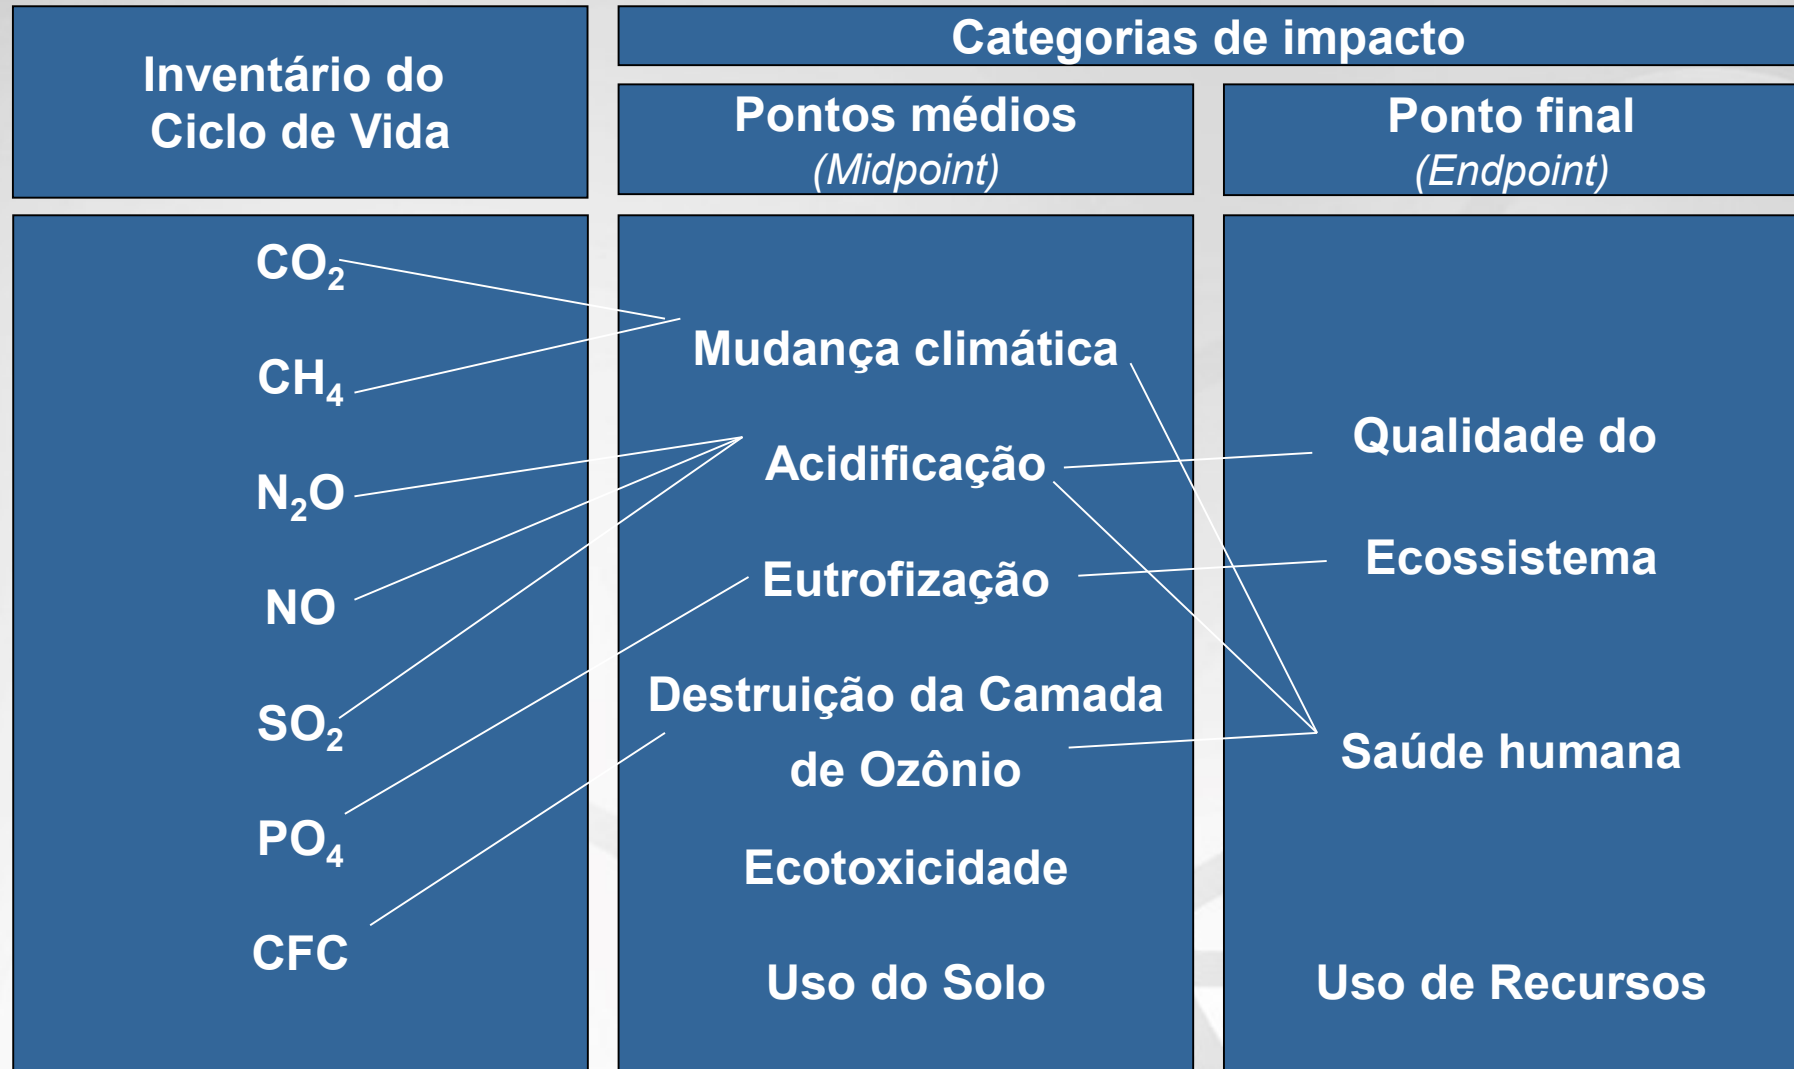 Inventário do
Ciclo de Vida
Categorias de impacto
Pontos médios
(Midpoint)
Ponto final
(Endpoint)
CO₂
CH₄
N₂O
NO
SO₂
PO₄
CFC
Mudança climática
Acidificação
Eutrofização
Destruição da Camada
de Ozônio
Ecotoxicidade
Uso do Solo
Qualidade do
Ecossistema
Saúde humana
Uso de Recursos